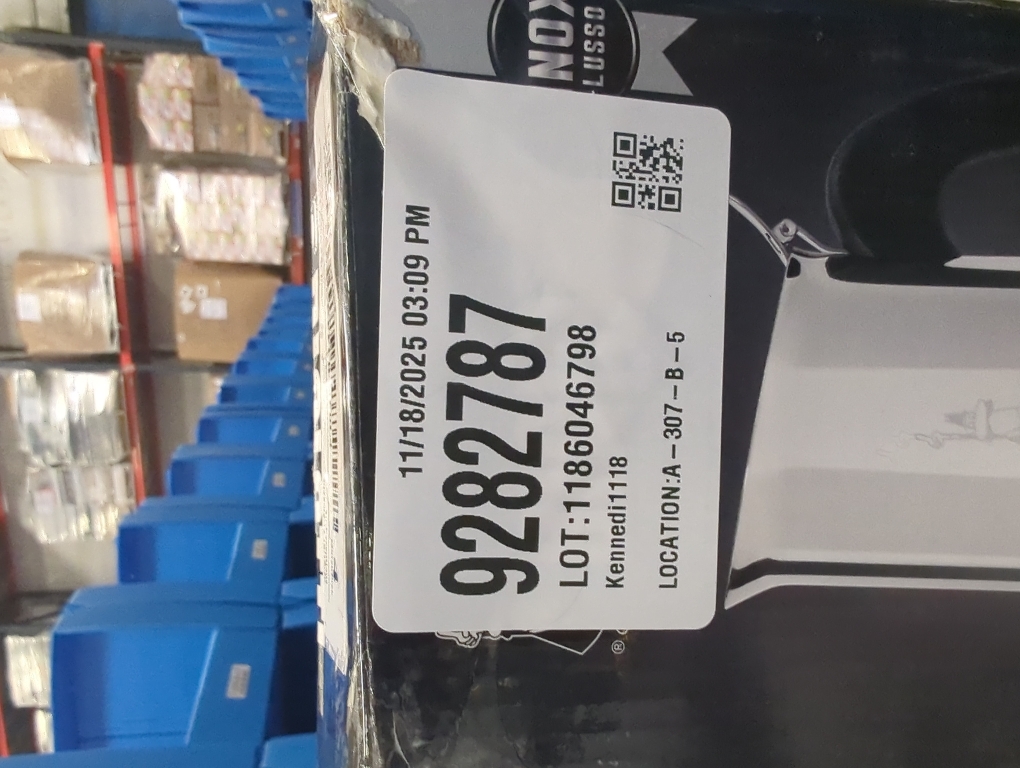 INOX
LUSSO
11/18/2025 03:09 PM
9282787
LOT:1186046798
Kennedi1118
LOCATION:A-307-B-5
®